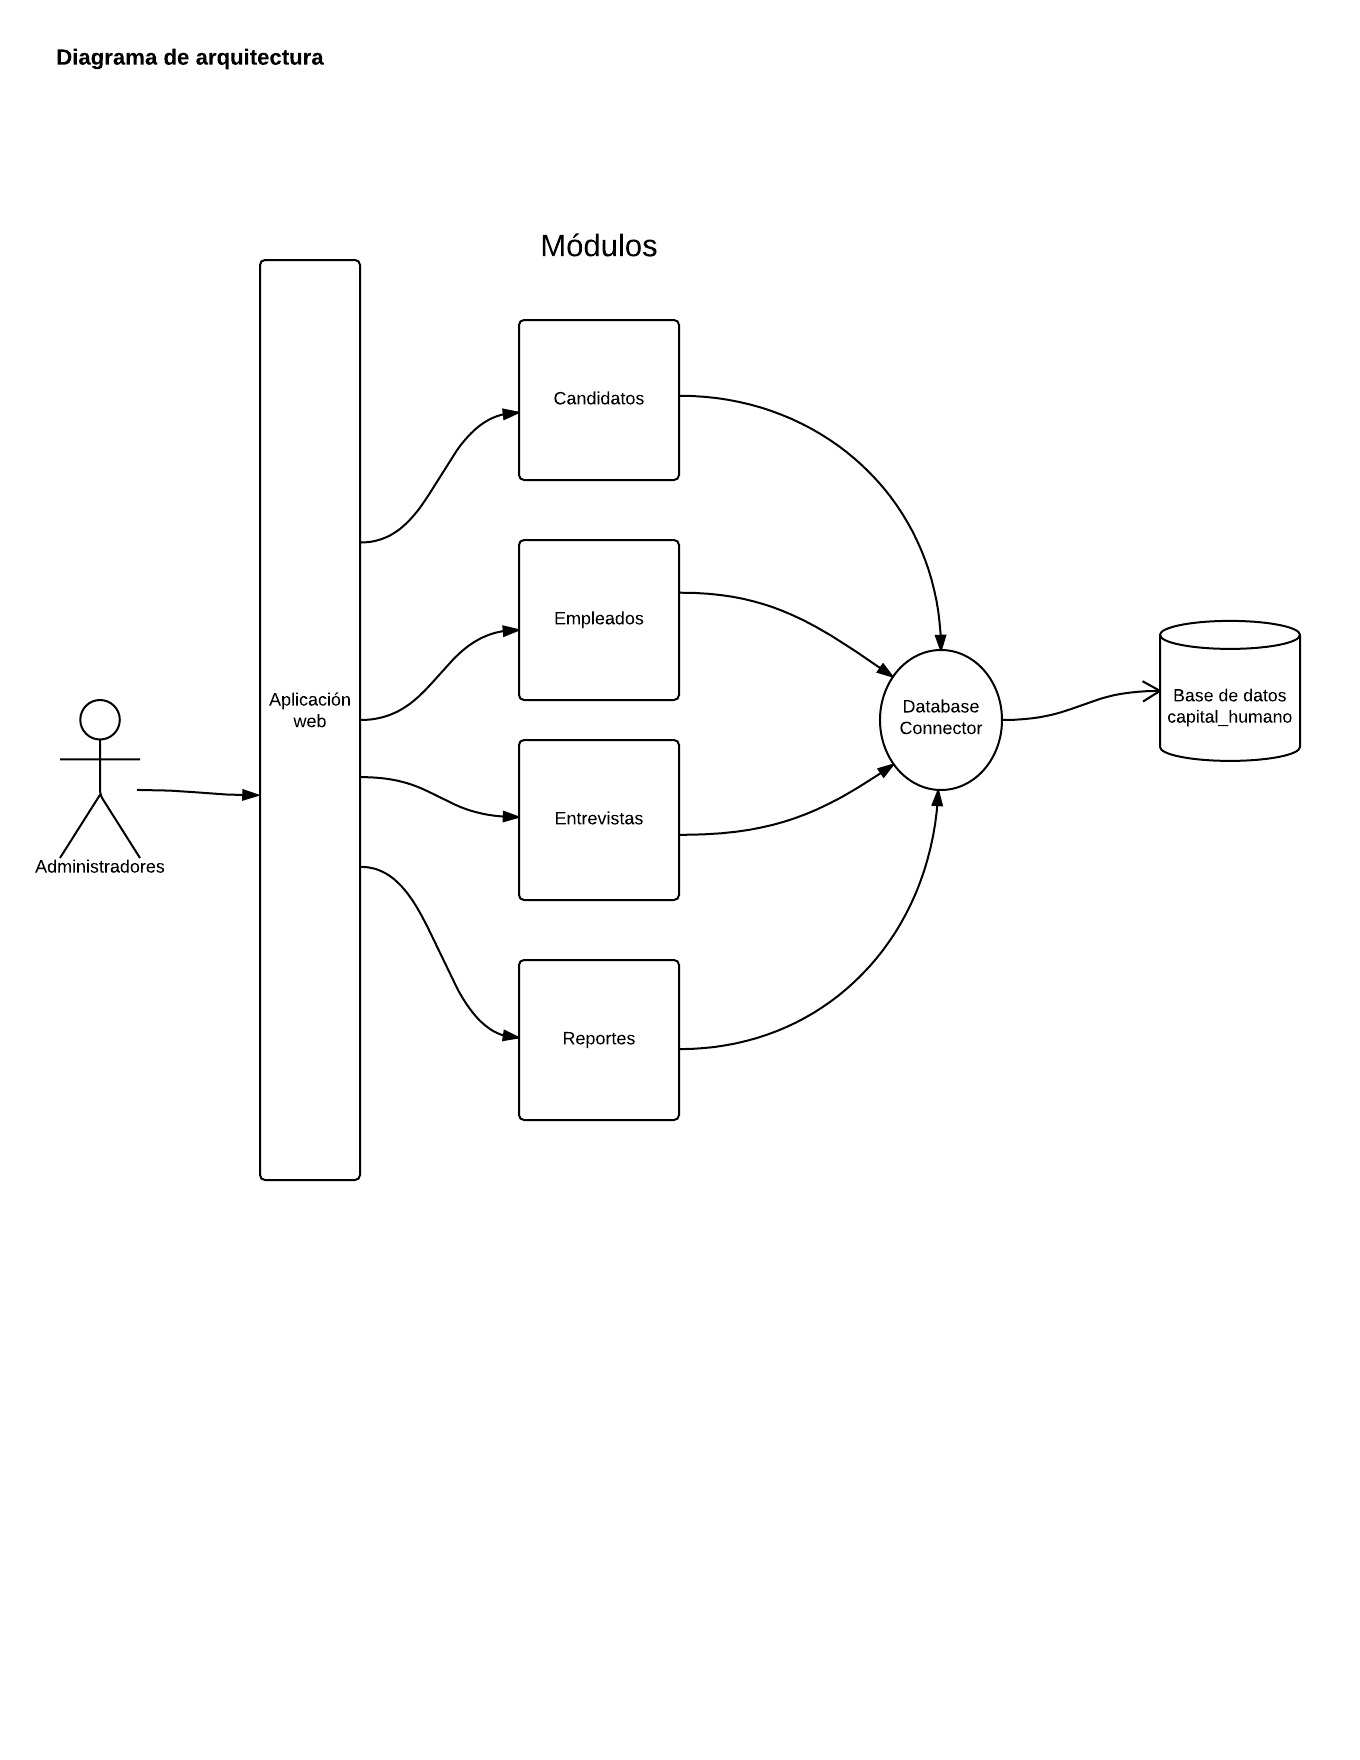 Diagrama de arquitectura
Módulos
Candidatos
Empleados
Aplicación
web
Database
Connector
Base de datos
capital_humano
Entrevistas
Administradores
Reportes